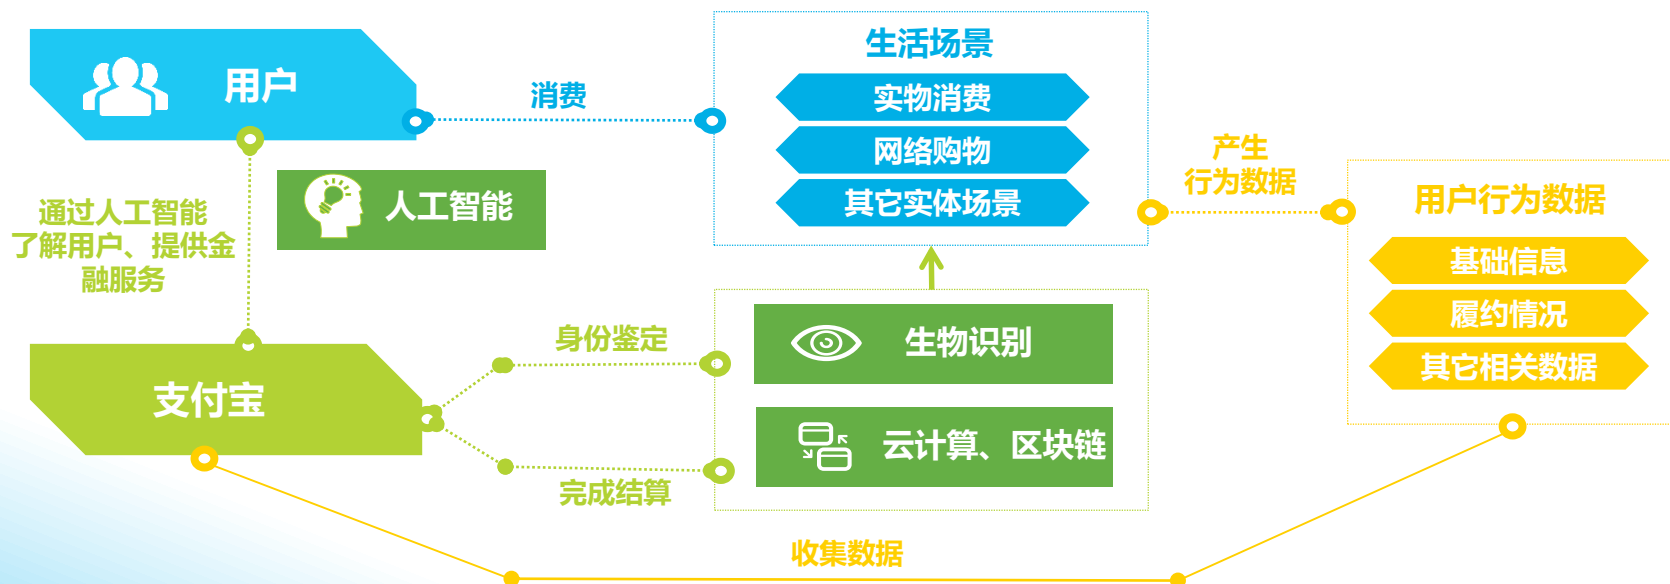 用户
消费
生活场景
实物消费
网络购物
其它实体场景
人工智能
通过人工智能
了解用户、提供金
融服务
产生
行为数据
用户行为数据
基础信息
履约情况
其它相关数据
支付宝
身份鉴定
生物识别
云计算、区块链
完成结算
收集数据